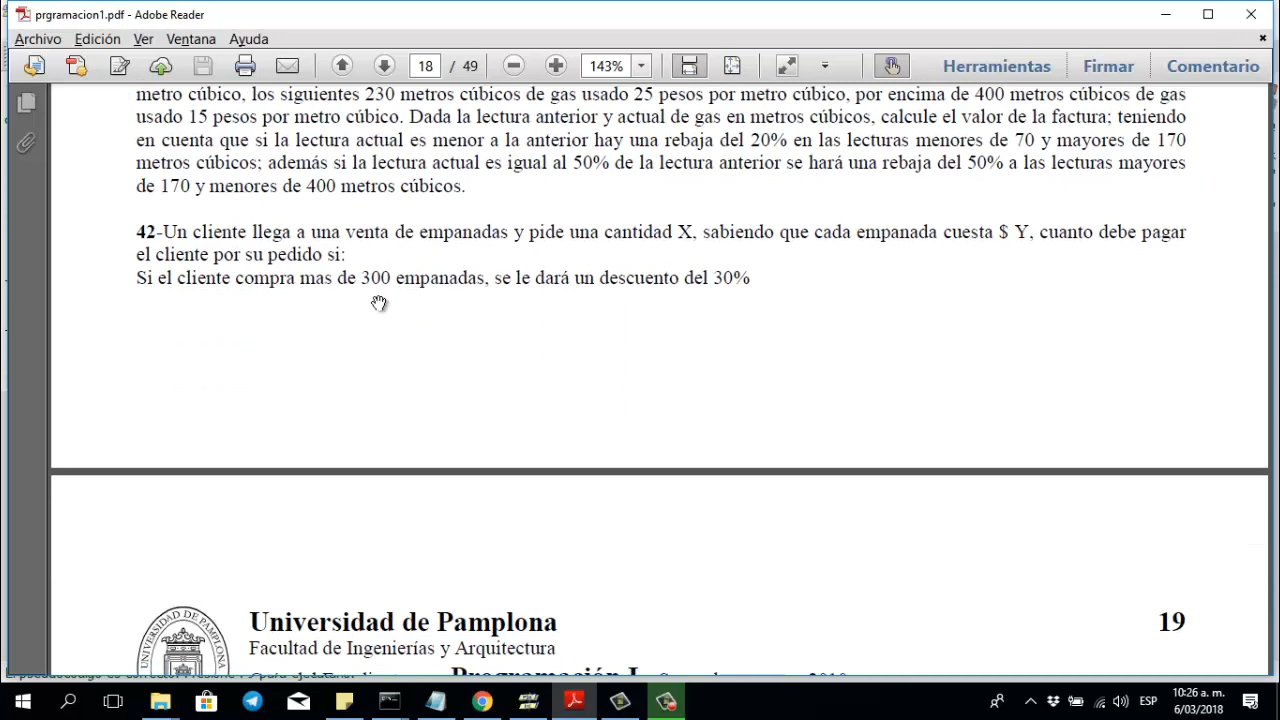 prgramacion1.pdf - Adobe Reader
Archivo Edición Ver Ventana Ayuda
18 / 49 143% Herramientas Firmar Comentario
metro cúbico, los siguientes 230 metros cúbicos de gas usado 25 pesos por metro cúbico, por encima de 400 metros cúbicos de gas
usado 15 pesos por metro cúbico. Dada la lectura anterior y actual de gas en metros cúbicos, calcule el valor de la factura; teniendo
en cuenta que si la lectura actual es menor a la anterior hay una rebaja del 20% en las lecturas menores de 70 y mayores de 170
metros cúbicos; además si la lectura actual es igual al 50% de la lectura anterior se hará una rebaja del 50% a las lecturas mayores
de 170 y menores de 400 metros cúbicos.
42-Un cliente llega a una venta de empanadas y pide una cantidad X, sabiendo que cada empanada cuesta $ Y, cuanto debe pagar
el cliente por su pedido si:
Si el cliente compra mas de 300 empanadas, se le dará un descuento del 30%
UNIVERSIDAD DE PAMPLONA
Universidad de Pamplona 19
Facultad de Ingenierías y Arquitectura
Programación I
ESP 10:26 a. m.
6/03/2018